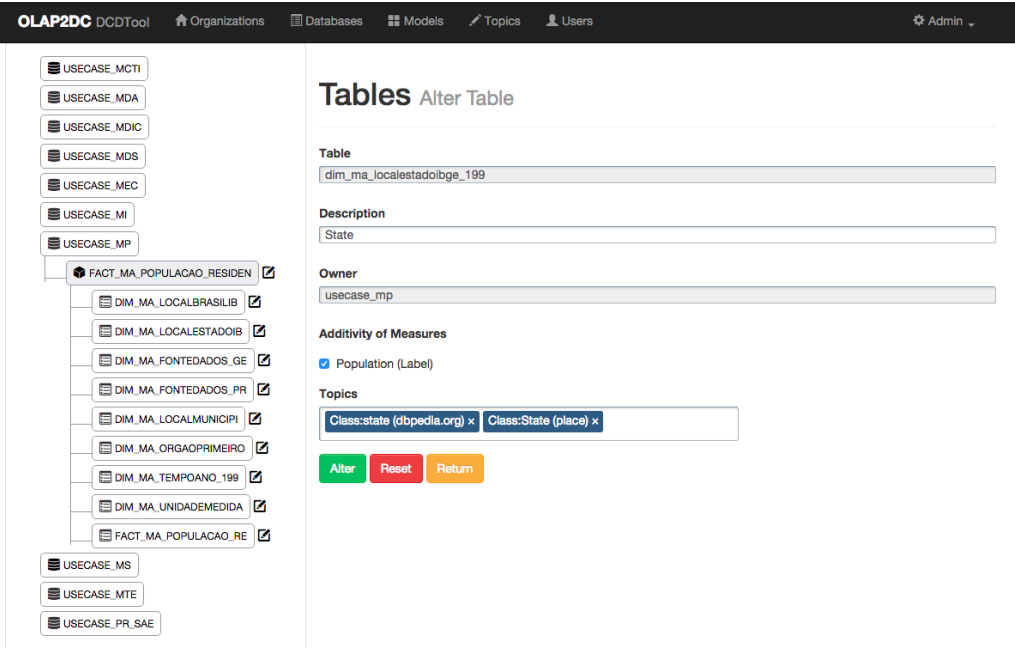 OLAP2DC DCDTool Organizations Databases Models Topics Users Admin
USECASE_MCTI
USECASE_MDA
USECASE_MDIC
USECASE_MDS
USECASE_MEC
USECASE_MI
USECASE_MP
FACT_MA_POPULACAO_RESIDEN
DIM_MA_LOCALBRASILIB
DIM_MA_LOCALESTADOIB
DIM_MA_FONTEDADOS_GE
DIM_MA_FONTEDADOS_PR
DIM_MA_LOCALMUNICIPI
DIM_MA_ORGAOPRIMEIRO
DIM_MA_TEMPOANO_199
DIM_MA_UNIDADEMEDIDA
FACT_MA_POPULACAO_RE
USECASE_MS
USECASE_MTE
USECASE_PR_SAE
Tables Alter Table
Table
dim_ma_localestadoibge_199
Description
State
Owner
usecase_mp
Additivity of Measures
Population (Label)
Topics
Class:state (dbpedia.org) × Class:State (place) ×
Alter Reset Return